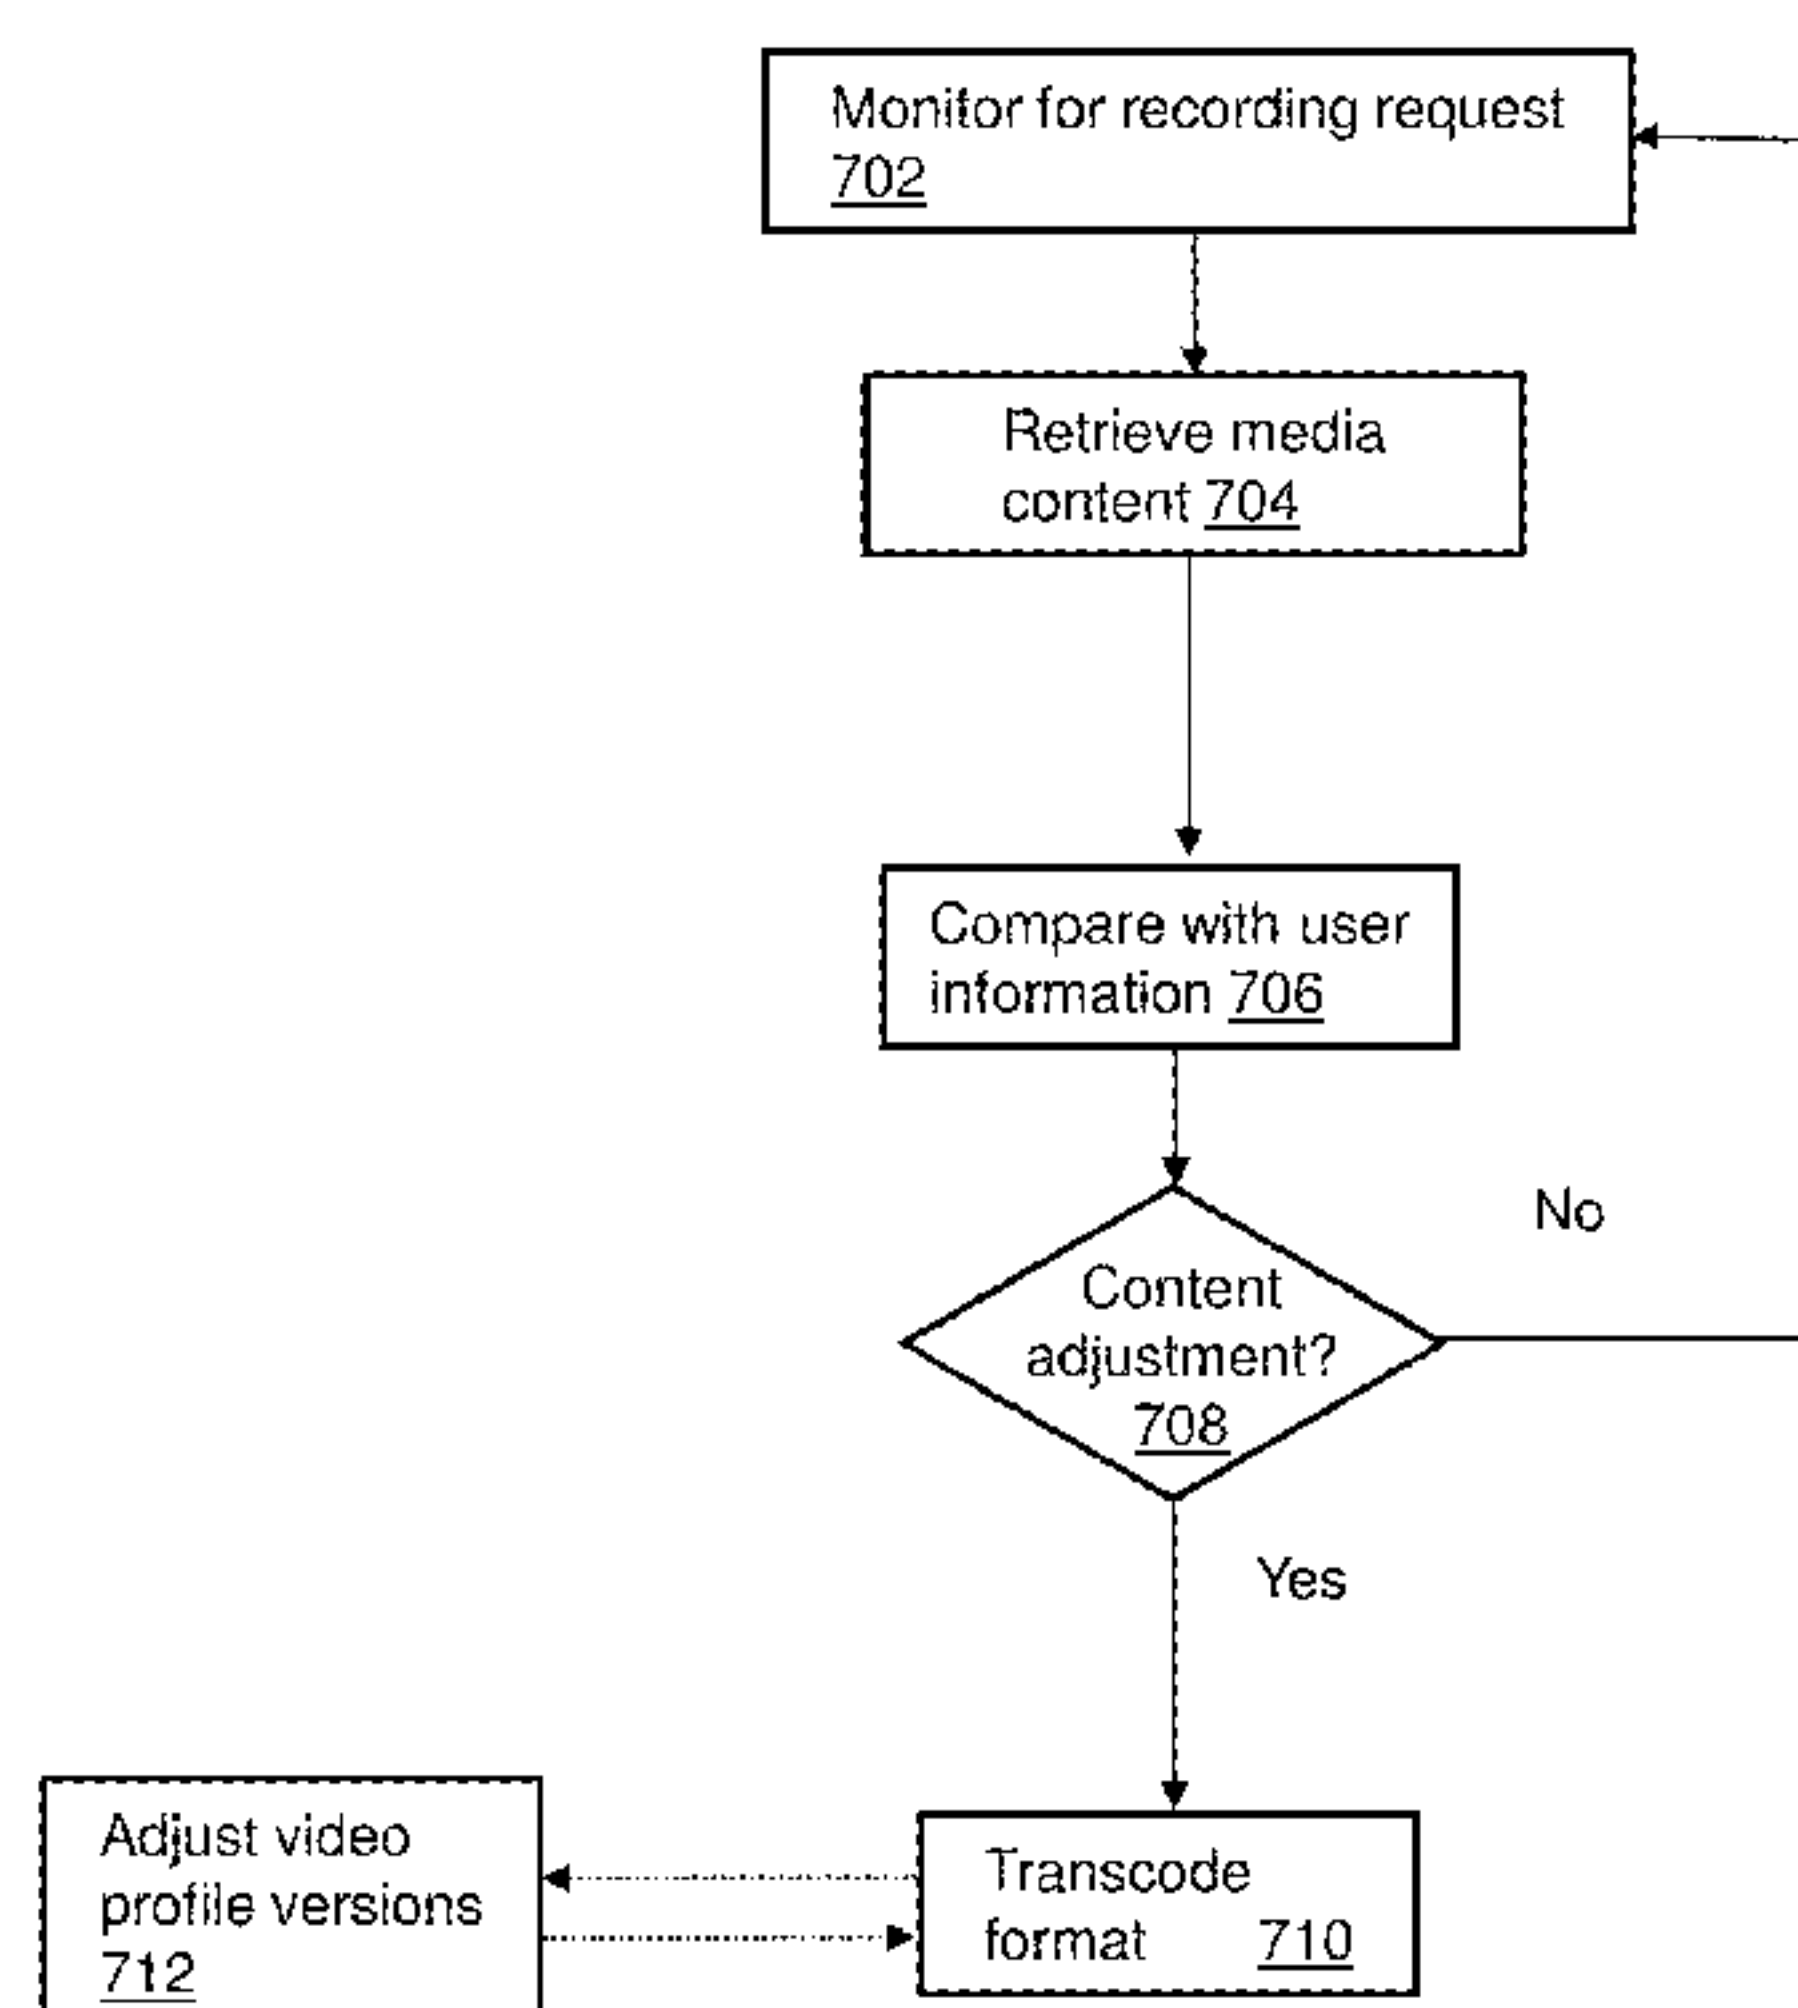 Monitor for recording request
702
Retrieve media
content 704
Compare with user
information 706
No
Content
adjustment?
708
Yes
Adjust video
profile versions
712
Transcode
format 710